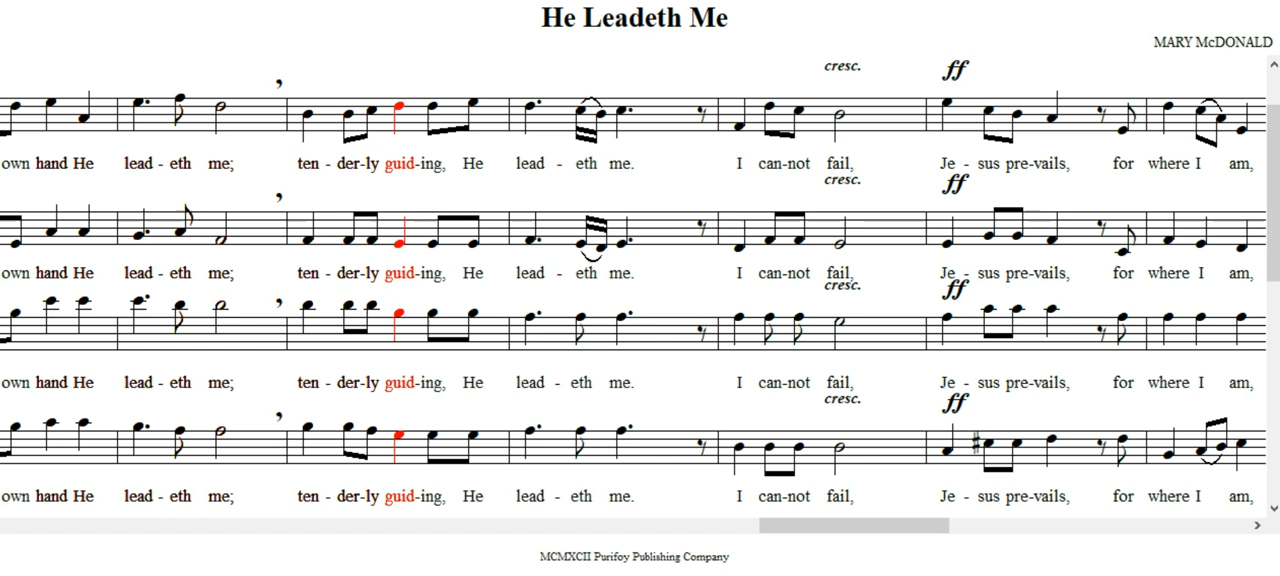 He Leadeth Me
MARY McDONALD
cresc. ff
own hand He lead - eth me; ten - der-ly guid-ing, He lead - eth me. I can-not fail, Je - sus pre-vails, for where I am,
cresc. ff
own hand He lead - eth me; ten - der-ly guid-ing, He lead - eth me. I can-not fail, Je - sus pre-vails, for where I am,
cresc. ff
own hand He lead - eth me; ten - der-ly guid-ing, He lead - eth me. I can-not fail, Je - sus pre-vails, for where I am,
cresc. ff
own hand He lead - eth me; ten - der-ly guid-ing, He lead - eth me. I can-not fail, Je - sus pre-vails, for where I am,
MCMXCII Purifoy Publishing Company